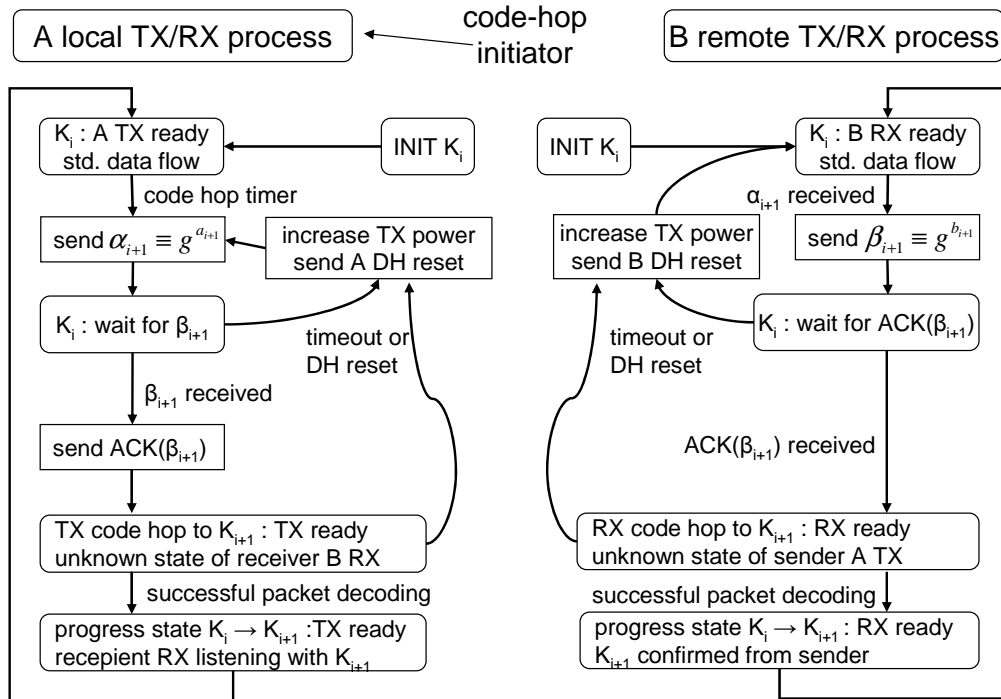 code-hop
initiator
A local TX/RX process
B remote TX/RX process
K_i : A TX ready
std. data flow
INIT K_i
code hop timer
send α_{i+1} ≡ g^{a_{i+1}}
increase TX power
send A DH reset
K_i : wait for β_{i+1}
timeout or
DH reset
β_{i+1} received
send ACK(β_{i+1})
TX code hop to K_{i+1} : TX ready
unknown state of receiver B RX
successful packet decoding
progress state K_i → K_{i+1} :TX ready
recepient RX listening with K_{i+1}
INIT K_i
K_i : B RX ready
std. data flow
α_{i+1} received
increase TX power
send B DH reset
send β_{i+1} ≡ g^{b_{i+1}}
timeout or
DH reset
K_i : wait for ACK(β_{i+1})
ACK(β_{i+1}) received
RX code hop to K_{i+1} : RX ready
unknown state of sender A TX
successful packet decoding
progress state K_i → K_{i+1} : RX ready
K_{i+1} confirmed from sender